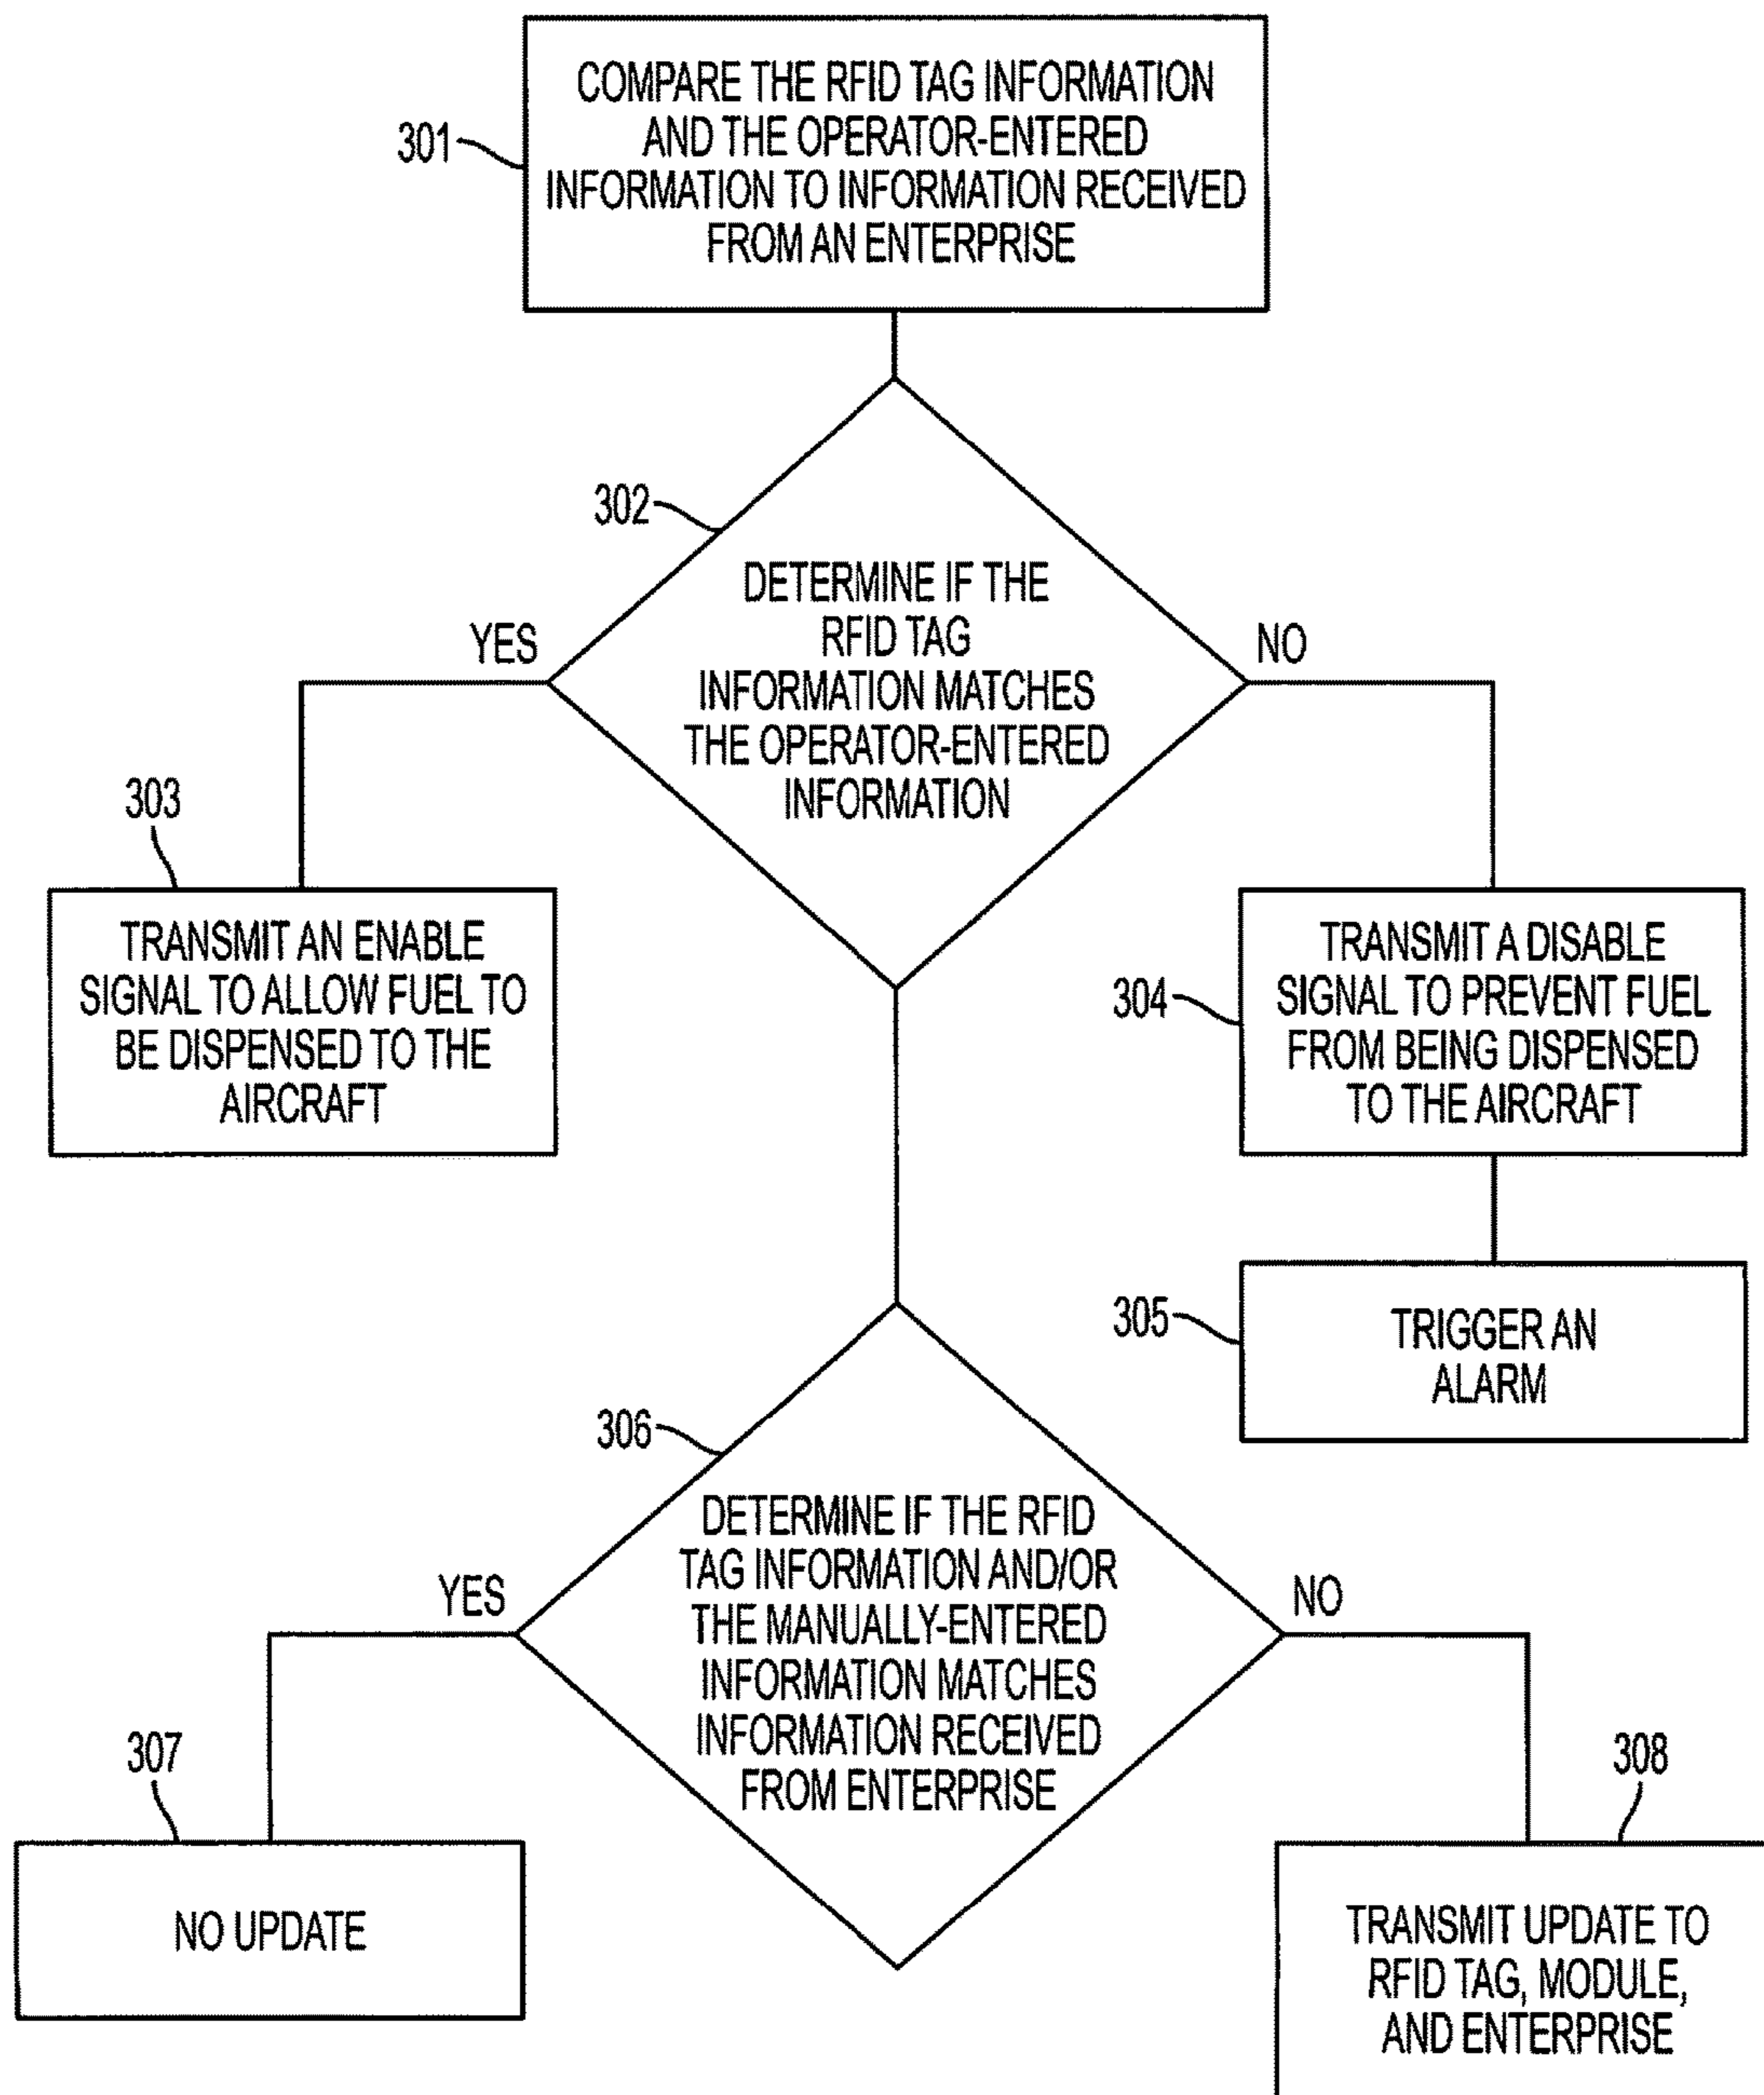 301
COMPARE THE RFID TAG INFORMATION
AND THE OPERATOR-ENTERED
INFORMATION TO INFORMATION RECEIVED
FROM AN ENTERPRISE
302
DETERMINE IF THE
RFID TAG
INFORMATION MATCHES
THE OPERATOR-ENTERED
INFORMATION
YES
NO
303
TRANSMIT AN ENABLE
SIGNAL TO ALLOW FUEL TO
BE DISPENSED TO THE
AIRCRAFT
304
TRANSMIT A DISABLE
SIGNAL TO PREVENT FUEL
FROM BEING DISPENSED
TO THE AIRCRAFT
305
TRIGGER AN
ALARM
306
DETERMINE IF THE RFID
TAG INFORMATION AND/OR
THE MANUALLY-ENTERED
INFORMATION MATCHES
INFORMATION RECEIVED
FROM ENTERPRISE
YES
NO
307
NO UPDATE
308
TRANSMIT UPDATE TO
RFID TAG, MODULE,
AND ENTERPRISE